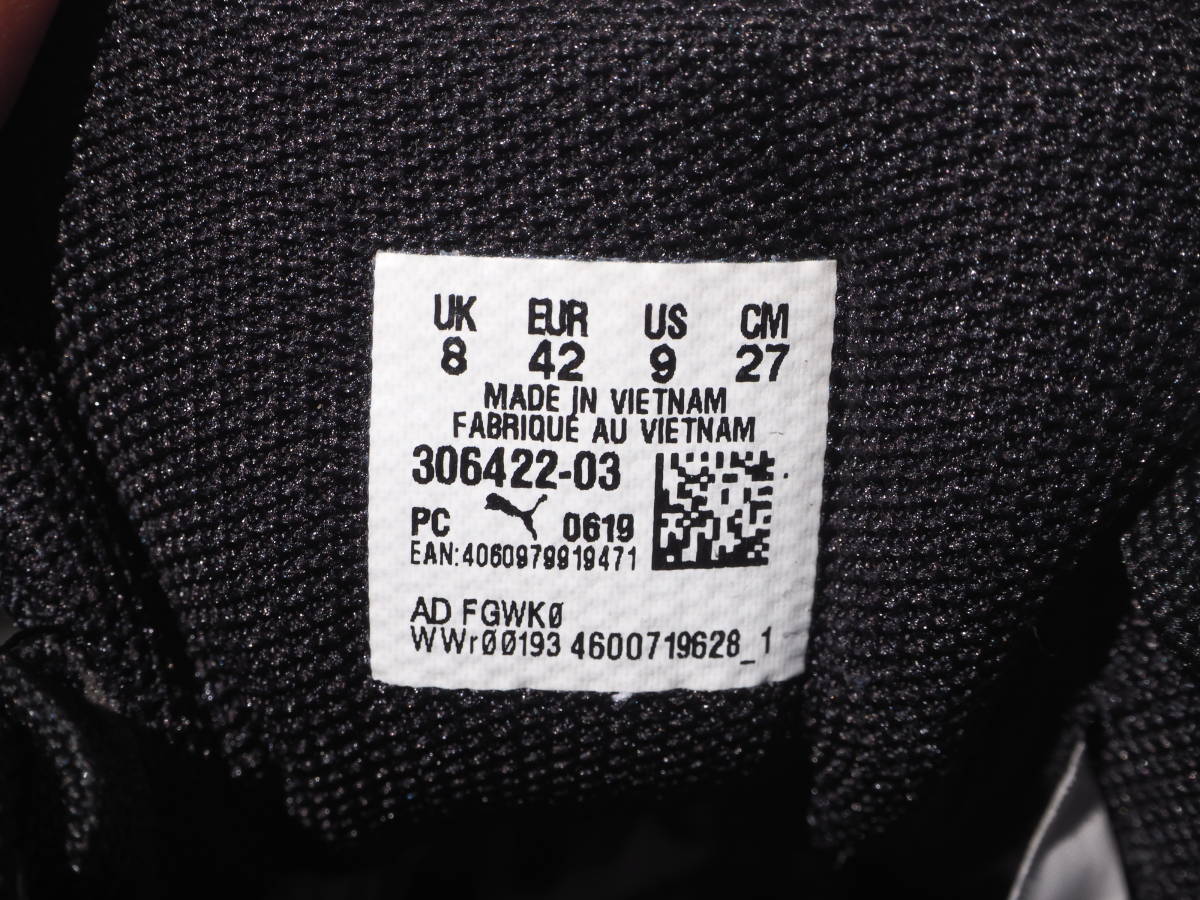 UK EUR US CM
8 42 9 27
MADE IN VIETNAM
FABRIQUE AU VIETNAM
306422-03
PC 0619
EAN:4060979919471
AD FGWKØ
WWrØØ193 4600719628_1